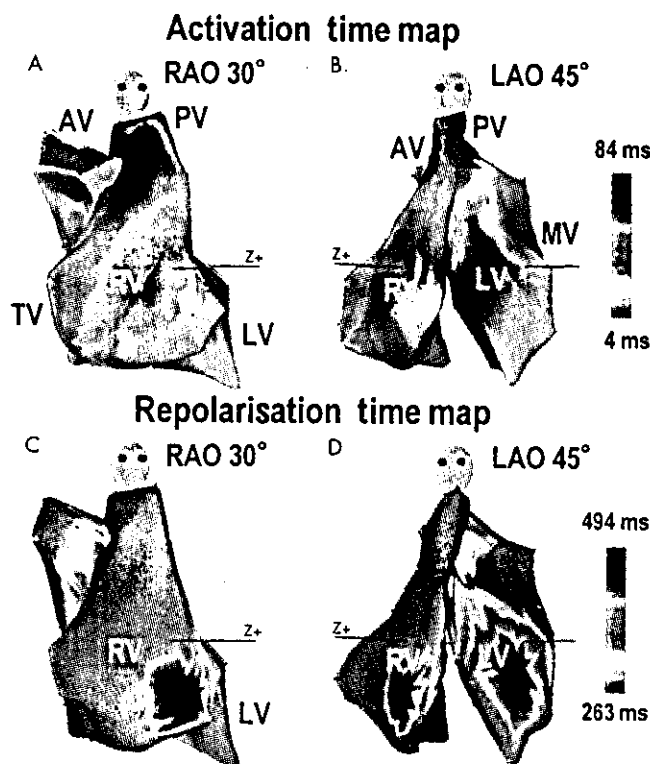 Activation time map
A RAO 30° B. LAO 45°
AV PV PV
AV
84 ms
MV
Z+ Z+
RV RV LV
TV
LV
4 ms
Repolarisation time map
C RAO 30° D LAO 45°
494 ms
Z+ Z+
RV RV LV
LV
263 ms